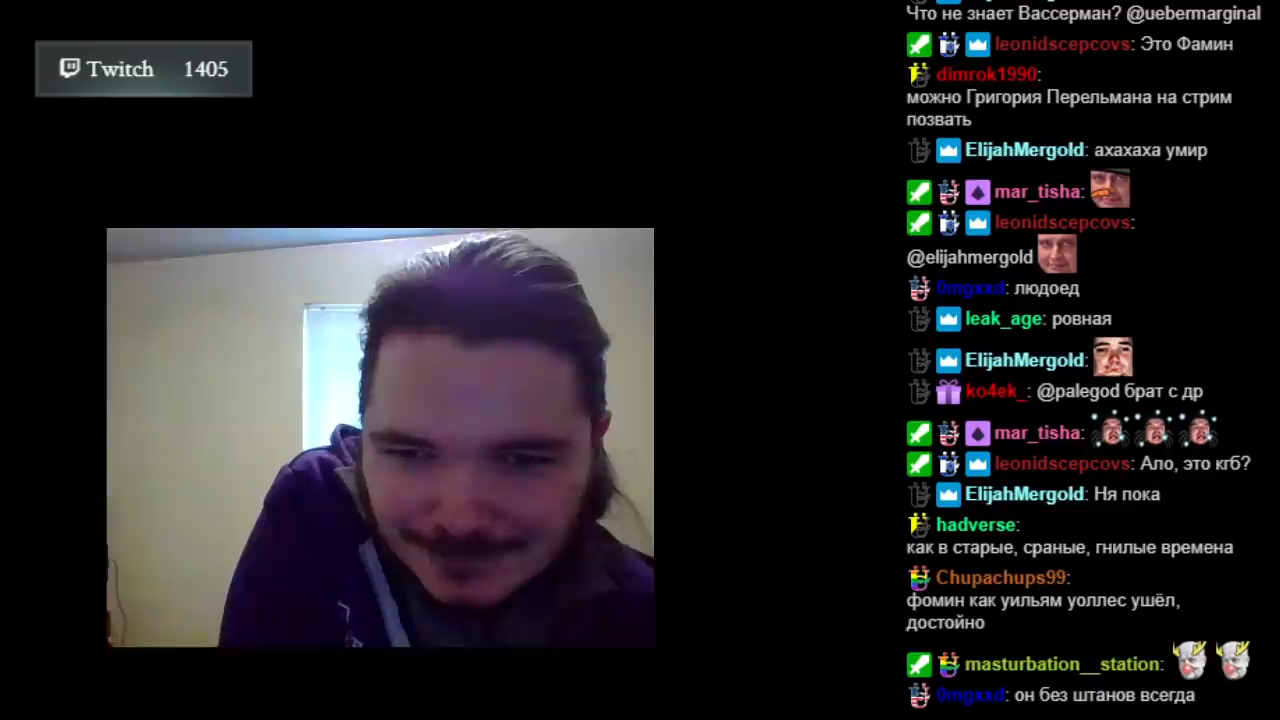 Twitch 1405
Что не знает Вассерман? @uebermarginal
leonidscepcovs: Это Фамин
dimrok1990:
можно Григория Перельмана на стрим
позвать
ElijahMergold: ахахаха умир
mar_tisha:
leonidscepcovs:
@elijahmergold
0mgxxd: людоед
leak_age: ровная
ElijahMergold:
ko4ek_: @palegod брат с др
mar_tisha:
leonidscepcovs: Ало, это кгб?
ElijahMergold: Ня пока
hadverse:
как в старые, сраные, гнилые времена
Chupachups99:
фомин как уильям уоллес ушёл,
достойно
masturbation__station:
0mgxxd: он без штанов всегда